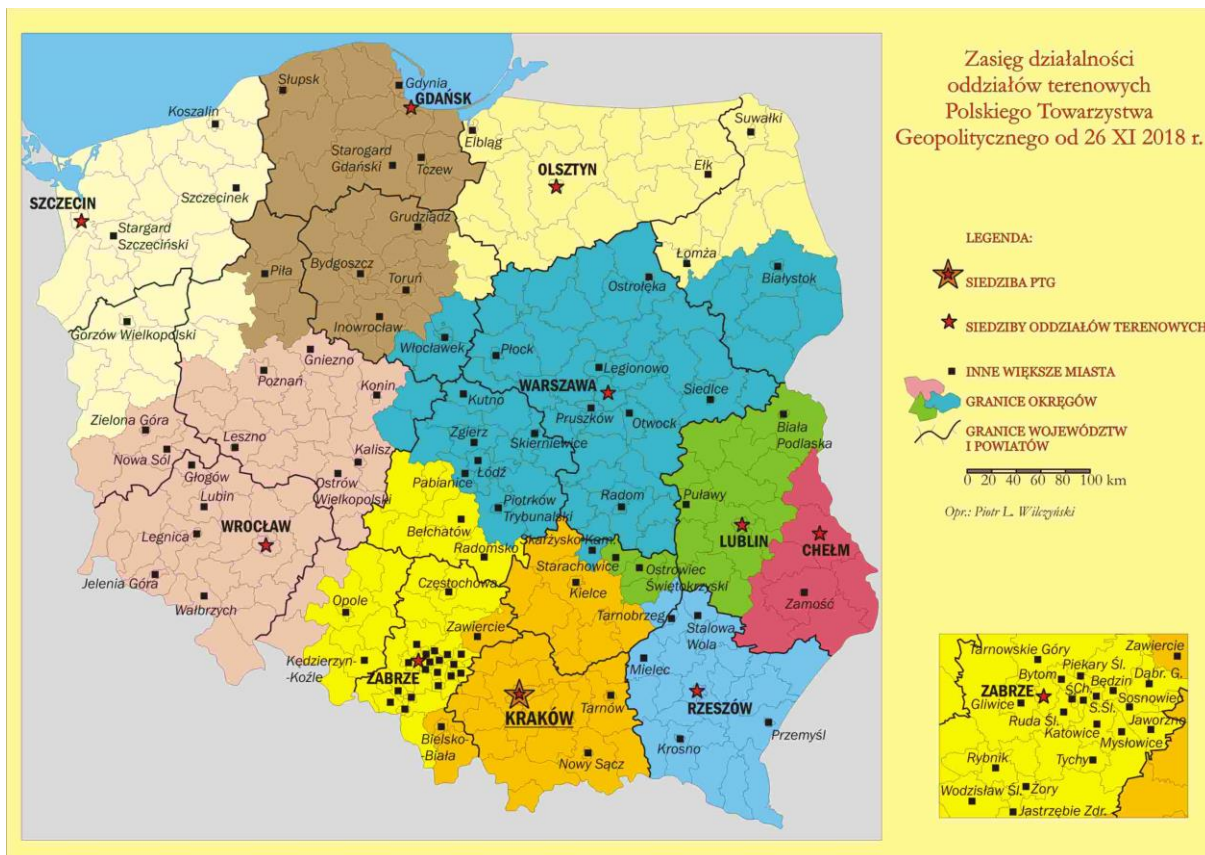 Zasięg działalności
oddziałów terenowych
Polskiego Towarzystwa
Geopolitycznego od 26 XI 2018 r.
LEGENDA:
SIEDZIBA PTG
SIEDZIBY ODDZIAŁÓW TERENOWYCH
INNE WIĘKSZE MIASTA
GRANICE OKRĘGÓW
GRANICE WOJEWÓDZTW
I POWIATÓW
0 20 40 60 80 100 km
Opr.: Piotr L. Wilczyński
Słupsk
Gdynia
GDAŃSK
Koszalin
Elbląg
Suwałki
Starogard
Gdański
Tczew
OLSZTYN
Ełk
Szczecinek
SZCZECIN
Stargard
Szczeciński
Grudziądz
Łomża
Piła
Bydgoszcz
Toruń
Ostrołęka
Białystok
Inowrocław
Gorzów Wielkopolski
Włocławek
Płock
Gniezno
Poznań
Legionowo
Konin
WARSZAWA
Siedlce
Kutno
Pruszków
Otwock
Zielona Góra
Zgierz
Skierniewice
Biała
Podlaska
Leszno
Nowa Sól
Kalisz
Łódź
Głogów
Ostrów
Wielkopolski
Pabianice
Lubin
Piotrków
Trybunalski
Radom
Puławy
WROCŁAW
Legnica
Bełchatów
LUBLIN
CHEŁM
Radomsko
Skarżysko Kam.
Starachowice
Ostrowiec
Świętokrzyski
Jelenia Góra
Wałbrzych
Częstochowa
Kielce
Zamość
Opole
Tarnobrzeg
Stalowa
Wola
Zawiercie
Kędzierzyn-
-Koźle
ZABRZE
Mielec
RZESZÓW
KRAKÓW
Tarnów
Przemyśl
Bielsko-
-Biała
Nowy Sącz
Krosno
Tarnowskie Góry
Zawiercie
Piekary Śl.
Bytom
Będzin
Dąbr. G.
ZABRZE
Gliwice
S.Ch.
Sosnowiec
S.Śl.
Ruda Śl.
Katowice
Jaworzno
Mysłowice
Rybnik
Tychy
Wodzisław Śl.
Żory
Jastrzębie Zdr.